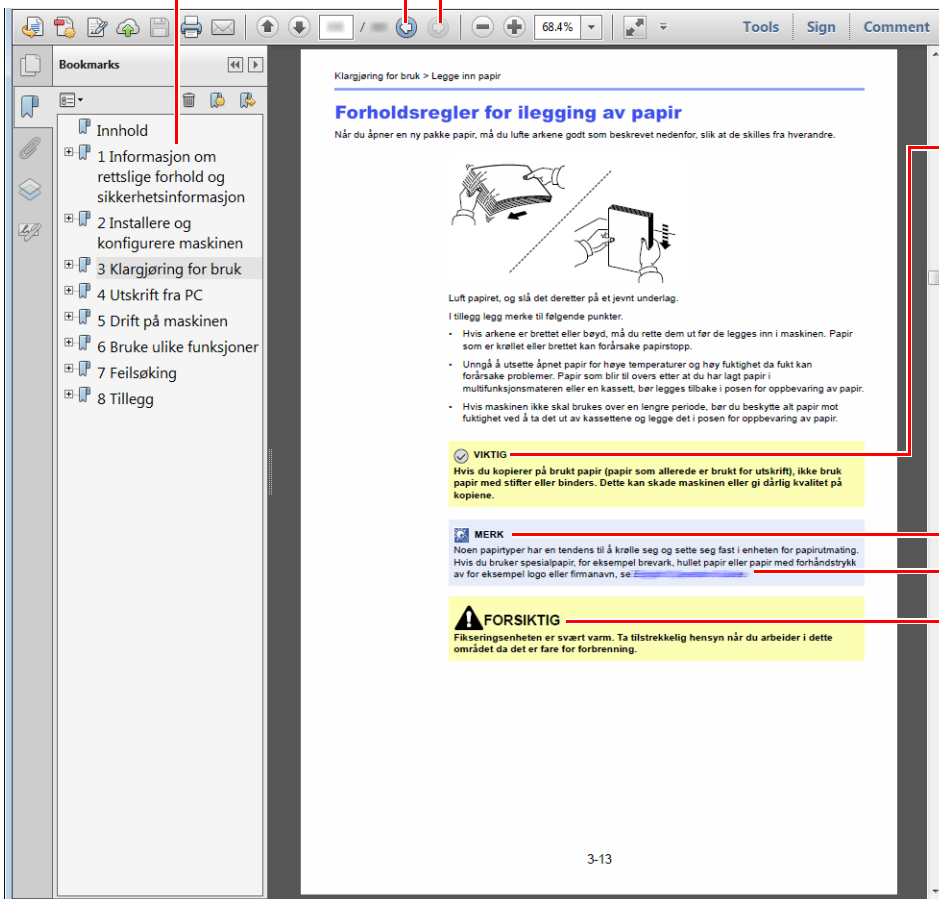 68.4%
Tools
Sign
Comment
Bookmarks
Innhold
1 Informasjon om
rettslige forhold og
sikkerhetsinformasjon
2 Installere og
konfigurere maskinen
3 Klargjøring for bruk
4 Utskrift fra PC
5 Drift på maskinen
6 Bruke ulike funksjoner
7 Feilsøking
8 Tillegg
Klargjøring for bruk > Legge inn papir
Forholdsregler for ilegging av papir
Når du åpner en ny pakke papir, må du lufte arkene godt som beskrevet nedenfor, slik at de skilles fra hverandre.
Luft papiret, og slå det deretter på et jevnt underlag.
I tillegg legg merke til følgende punkter.
• Hvis arkene er brettet eller bøyd, må du rette dem ut før de legges inn i maskinen. Papir
som er krøllet eller brettet kan forårsake papirstopp.
• Unngå å utsette åpnet papir for høye temperaturer og høy fuktighet da fukt kan
forårsake problemer. Papir som blir til overs etter at du har lagt papir i
multifunksjonsmateren eller en kassett, bør legges tilbake i posen for oppbevaring av papir.
• Hvis maskinen ikke skal brukes over en lengre periode, bør du beskytte alt papir mot
fuktighet ved å ta det ut av kassettene og legge det i posen for oppbevaring av papir.
VIKTIG
Hvis du kopierer på brukt papir (papir som allerede er brukt for utskrift), ikke bruk
papir med stifter eller binders. Dette kan skade maskinen eller gi dårlig kvalitet på
kopiene.
MERK
Noen papirtyper har en tendens til å krølle seg og sette seg fast i enheten for papirutmating.
Hvis du bruker spesialpapir, for eksempel brevark, hullet papir eller papir med forhåndstrykk
av for eksempel logo eller firmanavn, se
FORSIKTIG
Fikseringsenheten er svært varm. Ta tilstrekkelig hensyn når du arbeider i dette
området da det er fare for forbrenning.
3-13